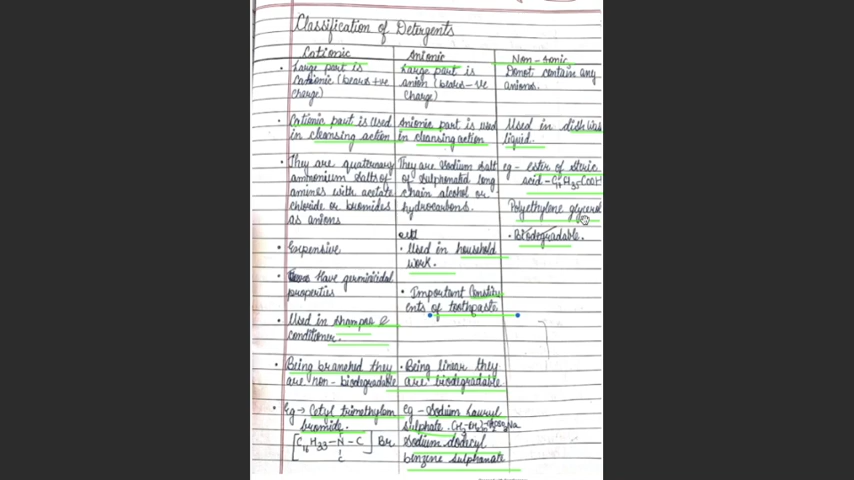 Classification of Detergents
Cationic
Large part is
cationic (bears +ve
charge)
Cationic part is used
in cleansing action
They are quaternary
ammonium salts of
amines with acetate
chloride or bromides
as anions
Expensive
Have germicidal
properties
Used in shampoo &
conditioner.
Being branched they
are non-biodegradable
Eg → Cetyl trimethylam
bromide.
[C16H33-N-C] Br
C
Anionic
Large part is
anion (bears -ve
charge)
Anionic part is used
in cleansing action
They are sodium salt
of sulphonated long
chain alcohol or
hydrocarbons.
Used in household
work.
Important Constitu
ents of toothpaste
Being linear they
are biodegradable
eg - Sodium Lauryl
sulphate.
Sodium dodecyl
benzene sulphonate
Non-Ionic
Donot contain any
anions.
Used in dish was
liquid.
eg - ester of stric
acid - C17H35COOH
Polyethylene glycerol
Biodegradable.